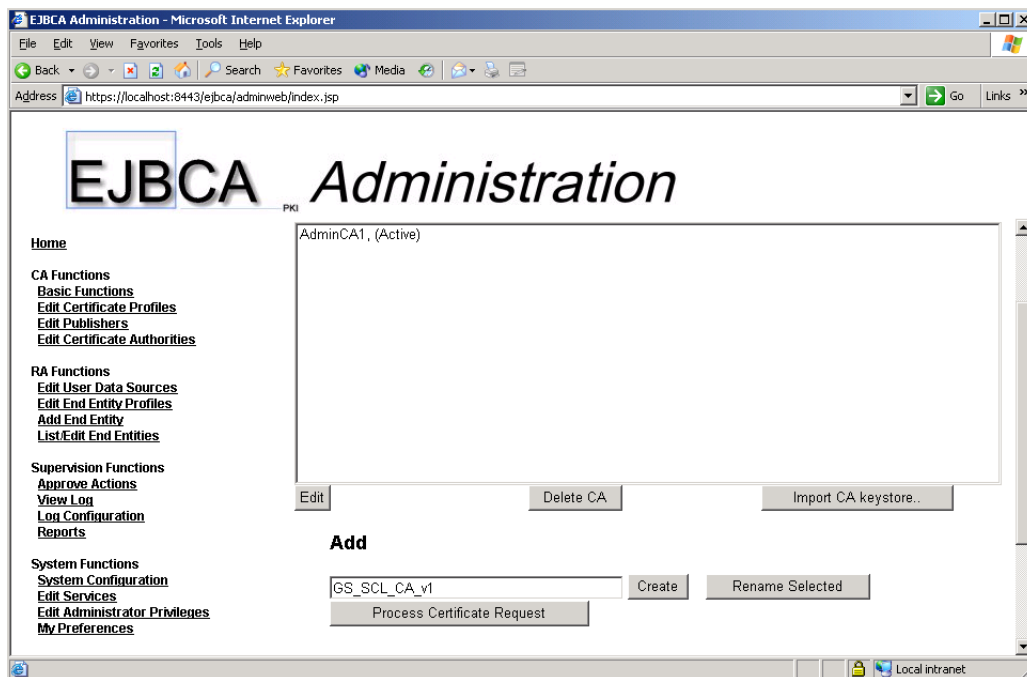 EJBCA Administration - Microsoft Internet Explorer
File Edit View Favorites Tools Help
Back Search Favorites Media
Address https://localhost:8443/ejbca/adminweb/index.jsp Go Links »
EJBCA PKI Administration
Home
AdminCA1, (Active)
CA Functions
Basic Functions
Edit Certificate Profiles
Edit Publishers
Edit Certificate Authorities
RA Functions
Edit User Data Sources
Edit End Entity Profiles
Add End Entity
List/Edit End Entities
Supervision Functions
Approve Actions
View Log
Log Configuration
Reports
System Functions
System Configuration
Edit Services
Edit Administrator Privileges
My Preferences
Edit Delete CA Import CA keystore..
Add
GS_SCL_CA_v1 Create Rename Selected
Process Certificate Request
Local intranet